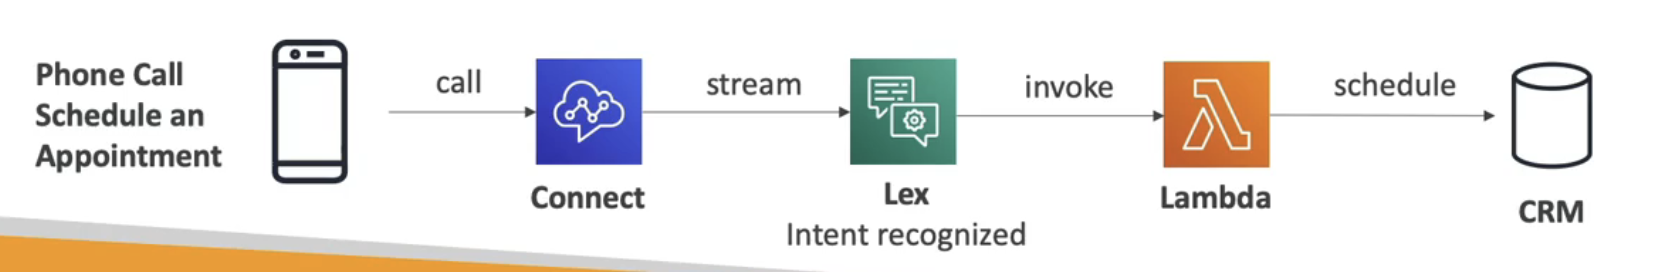 Phone Call
Schedule an
Appointment
call
stream
invoke
schedule
Connect
Lex
Intent recognized
Lambda
CRM